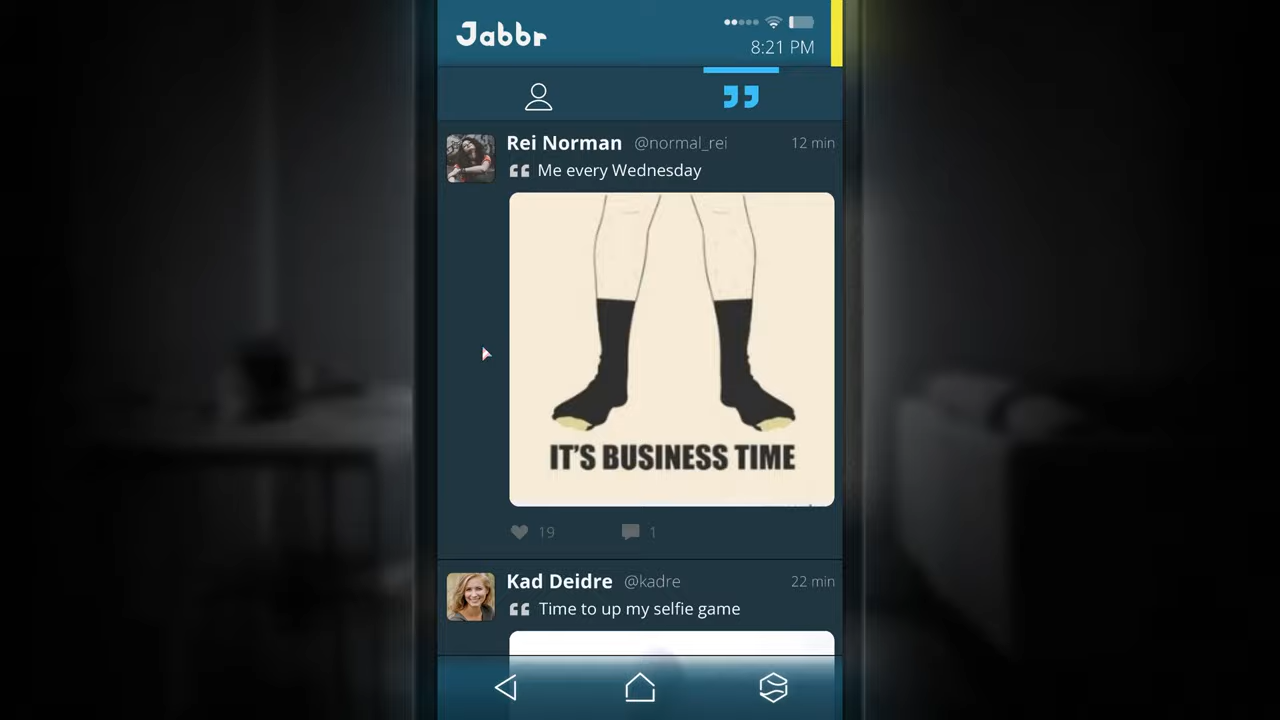 Jabbr
8:21 PM
Rei Norman @normal_rei 12 min
Me every Wednesday
IT'S BUSINESS TIME
19 1
Kad Deidre @kadre 22 min
Time to up my selfie game